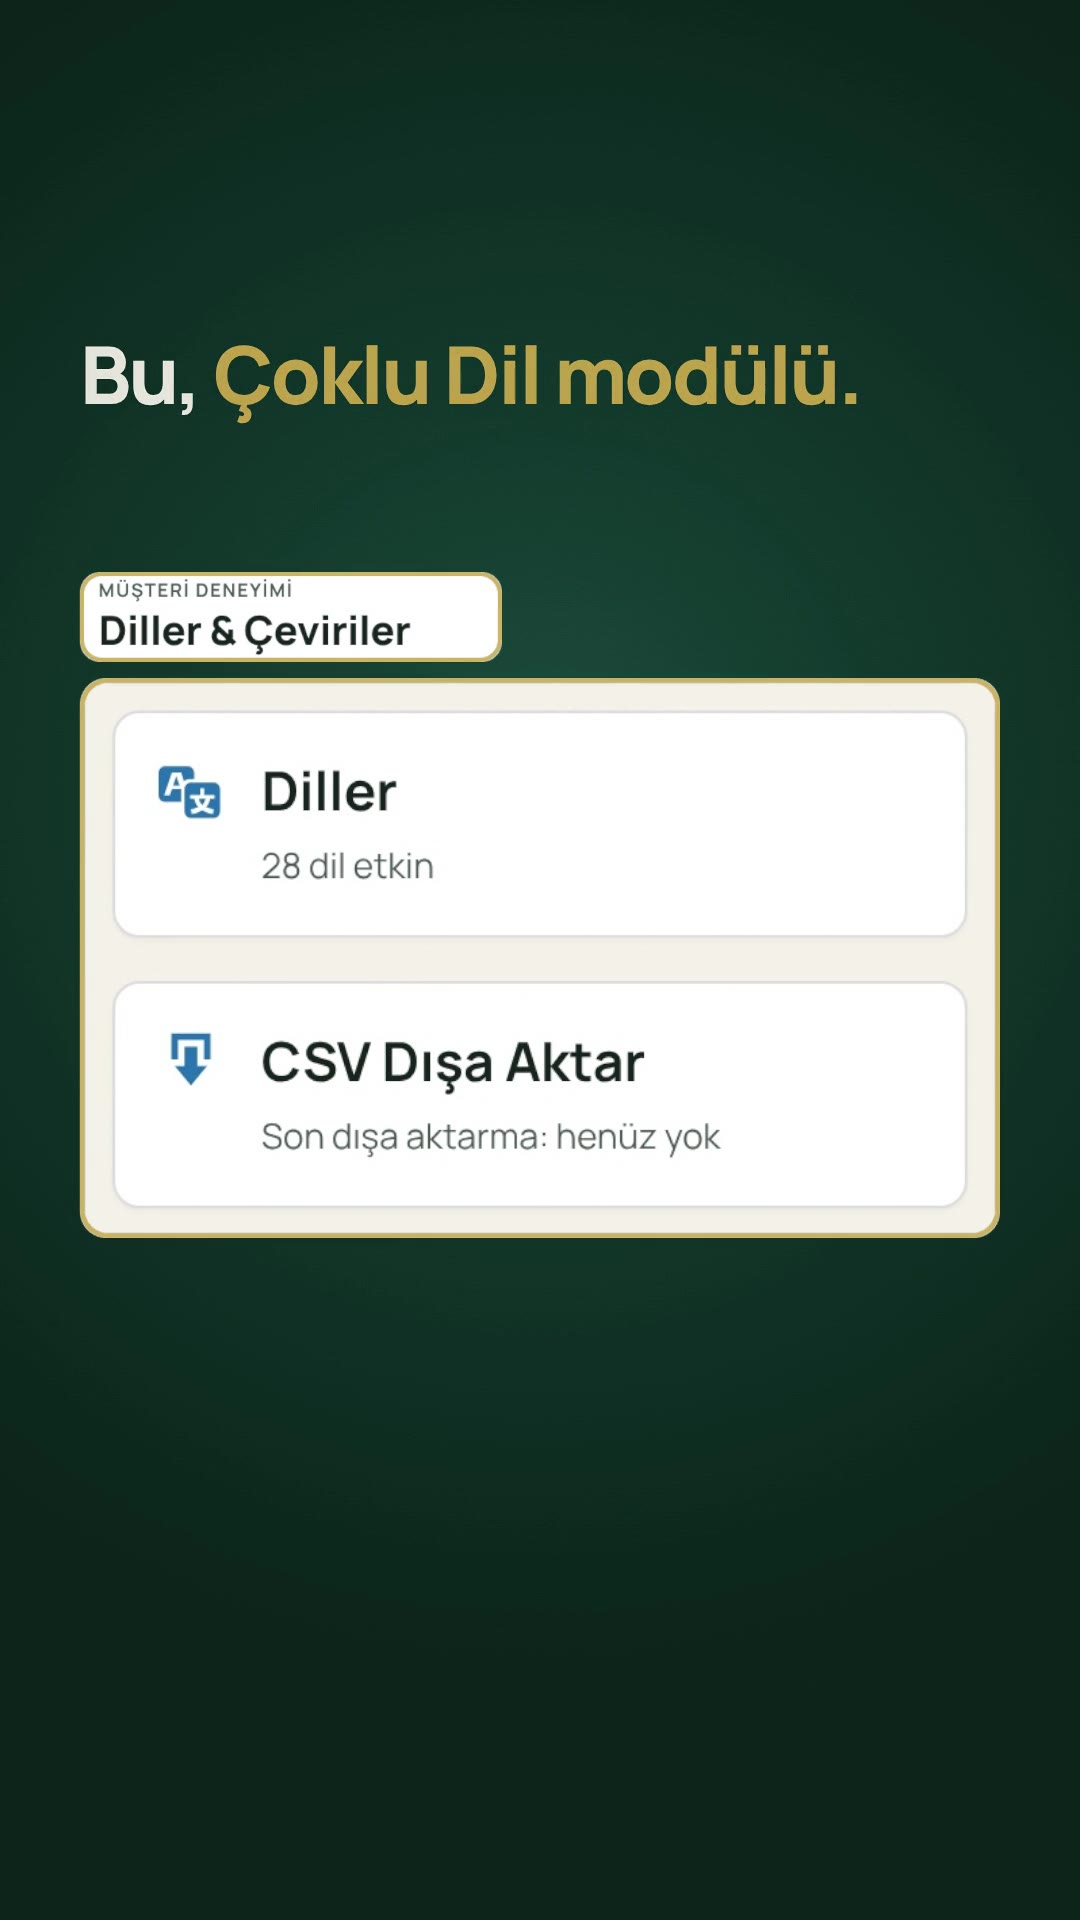 Bu, Çoklu Dil modülü.
MÜŞTERİ DENEYİMİ
Diller & Çeviriler
Diller
28 dil etkin
CSV Dışa Aktar
Son dışa aktarma: henüz yok